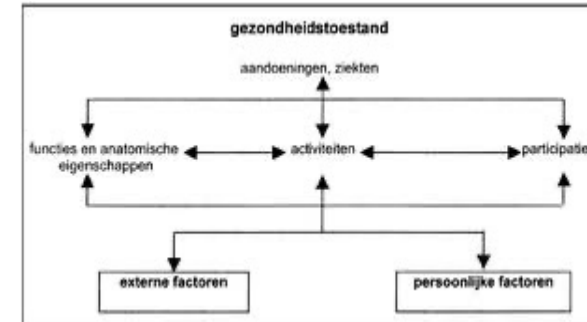 gezondheidstoestand
aandoeningen, ziekten
functies en anatomische
eigenschappen
activiteiten
participatie
externe factoren
persoonlijke factoren